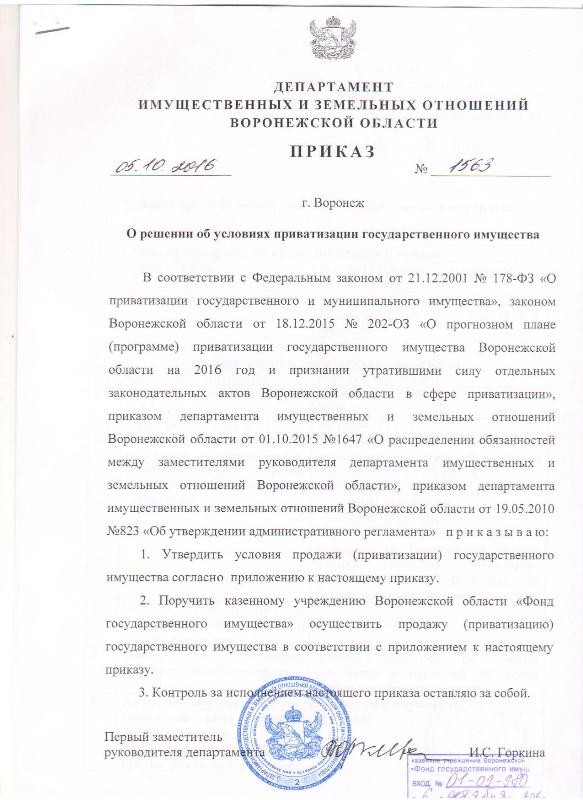 ДЕПАРТАМЕНТ
ИМУЩЕСТВЕННЫХ И ЗЕМЕЛЬНЫХ ОТНОШЕНИЙ
ВОРОНЕЖСКОЙ ОБЛАСТИ
ПРИКАЗ
05.10.2016 № 1563
г. Воронеж
О решении об условиях приватизации государственного имущества
В соответствии с Федеральным законом от 21.12.2001 № 178-ФЗ «О
приватизации государственного и муниципального имущества», законом
Воронежской области от 18.12.2015 № 202-ОЗ «О прогнозном плане
(программе) приватизации государственного имущества Воронежской
области на 2016 год и признании утратившими силу отдельных
законодательных актов Воронежской области в сфере приватизации»,
приказом департамента имущественных и земельных отношений
Воронежской области от 01.10.2015 №1647 «О распределении обязанностей
между заместителями руководителя департамента имущественных и
земельных отношений Воронежской области», приказом департамента
имущественных и земельных отношений Воронежской области от 19.05.2010
№823 «Об утверждении административного регламента» п р и к а з ы в а ю:
1. Утвердить условия продажи (приватизации) государственного
имущества согласно приложению к настоящему приказу.
2. Поручить казенному учреждению Воронежской области «Фонд
государственного имущества» осуществить продажу (приватизацию)
государственного имущества в соответствии с приложением к настоящему
приказу.
3. Контроль за исполнением настоящего приказа оставляю за собой.
Первый заместитель
руководителя департамента И.С. Горкина
2
казенное учреждение Воронежской
«Фонд государственного имущ
ВХОД. № 01-09-980